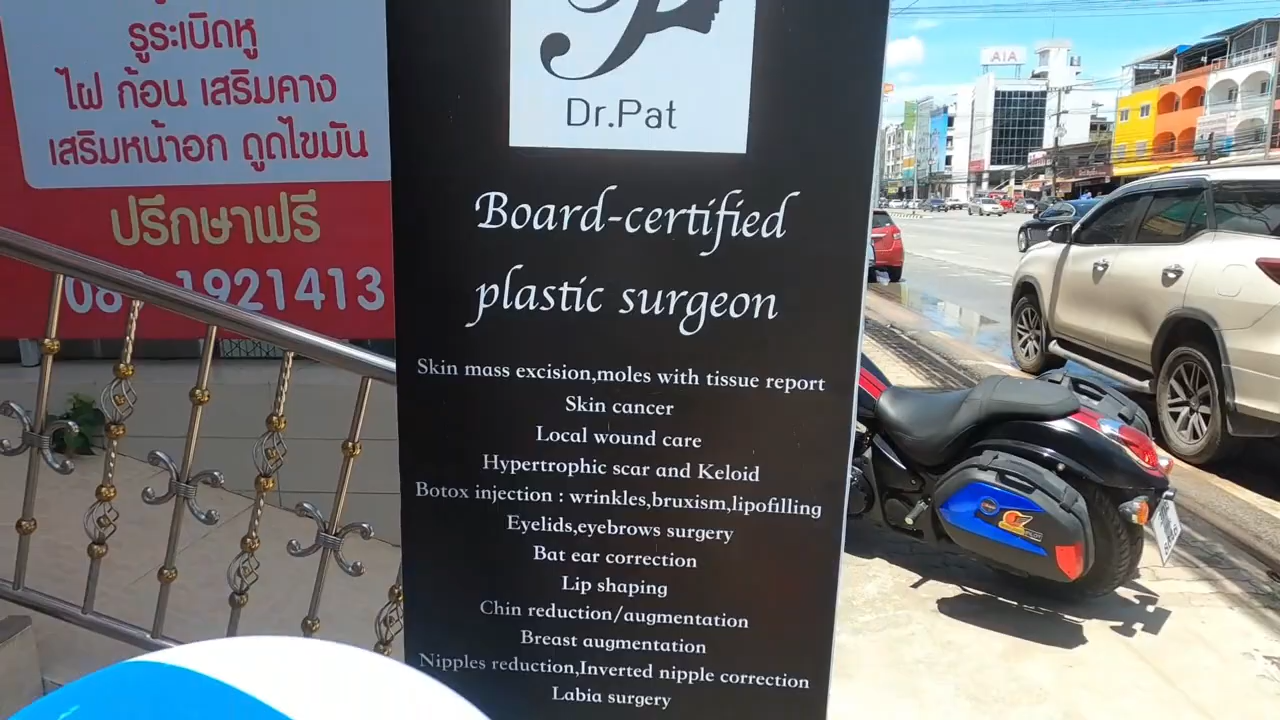 รูระเบิดหู
ไฝ ก้อน เสริมคาง
เสริมหน้าอก ดูดไขมัน
ปรึกษาฟรี
1921413
Dr.Pat
Board-certified
plastic surgeon
Skin mass excision,moles with tissue report
Skin cancer
Local wound care
Hypertrophic scar and Keloid
Botox injection : wrinkles,bruxism,lipofilling
Eyelids,eyebrows surgery
Bat ear correction
Lip shaping
Chin reduction/augmentation
Breast augmentation
Nipples reduction,Inverted nipple correction
Labia surgery
AIA